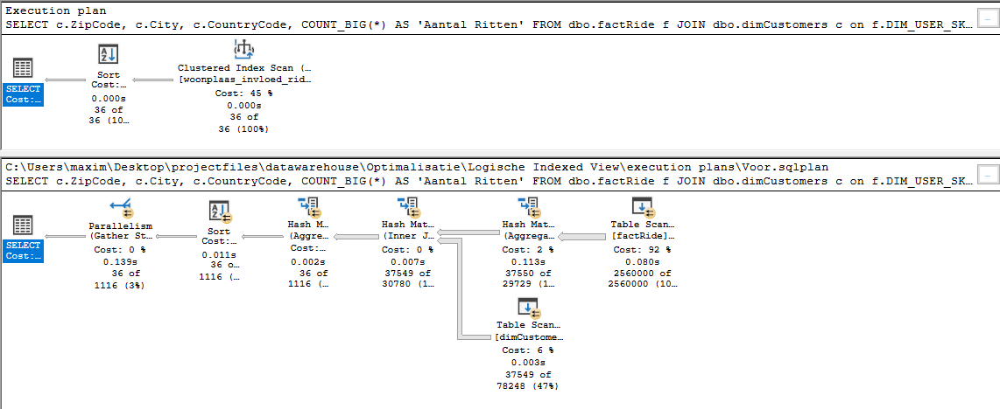 Execution plan
SELECT c.ZipCode, c.City, c.CountryCode, COUNT_BIG(*) AS 'Aantal Ritten' FROM dbo.factRide f JOIN dbo.dimCustomers c on f.DIM_USER_SK…
...
SELECT
Cost:…
Sort
Cost:…
0.000s
36 of
36 (10…
Clustered Index Scan (…
[woonplaas_invloed_rid…
Cost: 45 %
0.000s
36 of
36 (100%)
C:\Users\maxim\Desktop\projectfiles\datawarehouse\Optimalisatie\Logische Indexed View\execution plans\Voor.sqlplan
SELECT c.ZipCode, c.City, c.CountryCode, COUNT_BIG(*) AS 'Aantal Ritten' FROM dbo.factRide f JOIN dbo.dimCustomers c on f.DIM_USER_SK…
...
SELECT
Cost:…
Parallelism
(Gather St…
Cost: 0 %
0.139s
36 of
1116 (3%)
Sort
Cost:…
0.011s
36 o…
1116 (…
Hash M…
(Aggre…
Cost:…
0.002s
36 of
1116 (…
Hash Mat…
(Inner J…
Cost: 0 %
0.007s
37549 of
30780 (1…
Hash Mat…
(Aggrega…
Cost: 2 %
0.113s
37550 of
29729 (1…
Table Scan…
[factRide]…
Cost: 92 %
0.080s
2560000 of
2560000 (10…
Table Scan…
[dimCustome…
Cost: 6 %
0.003s
37549 of
78248 (47%)